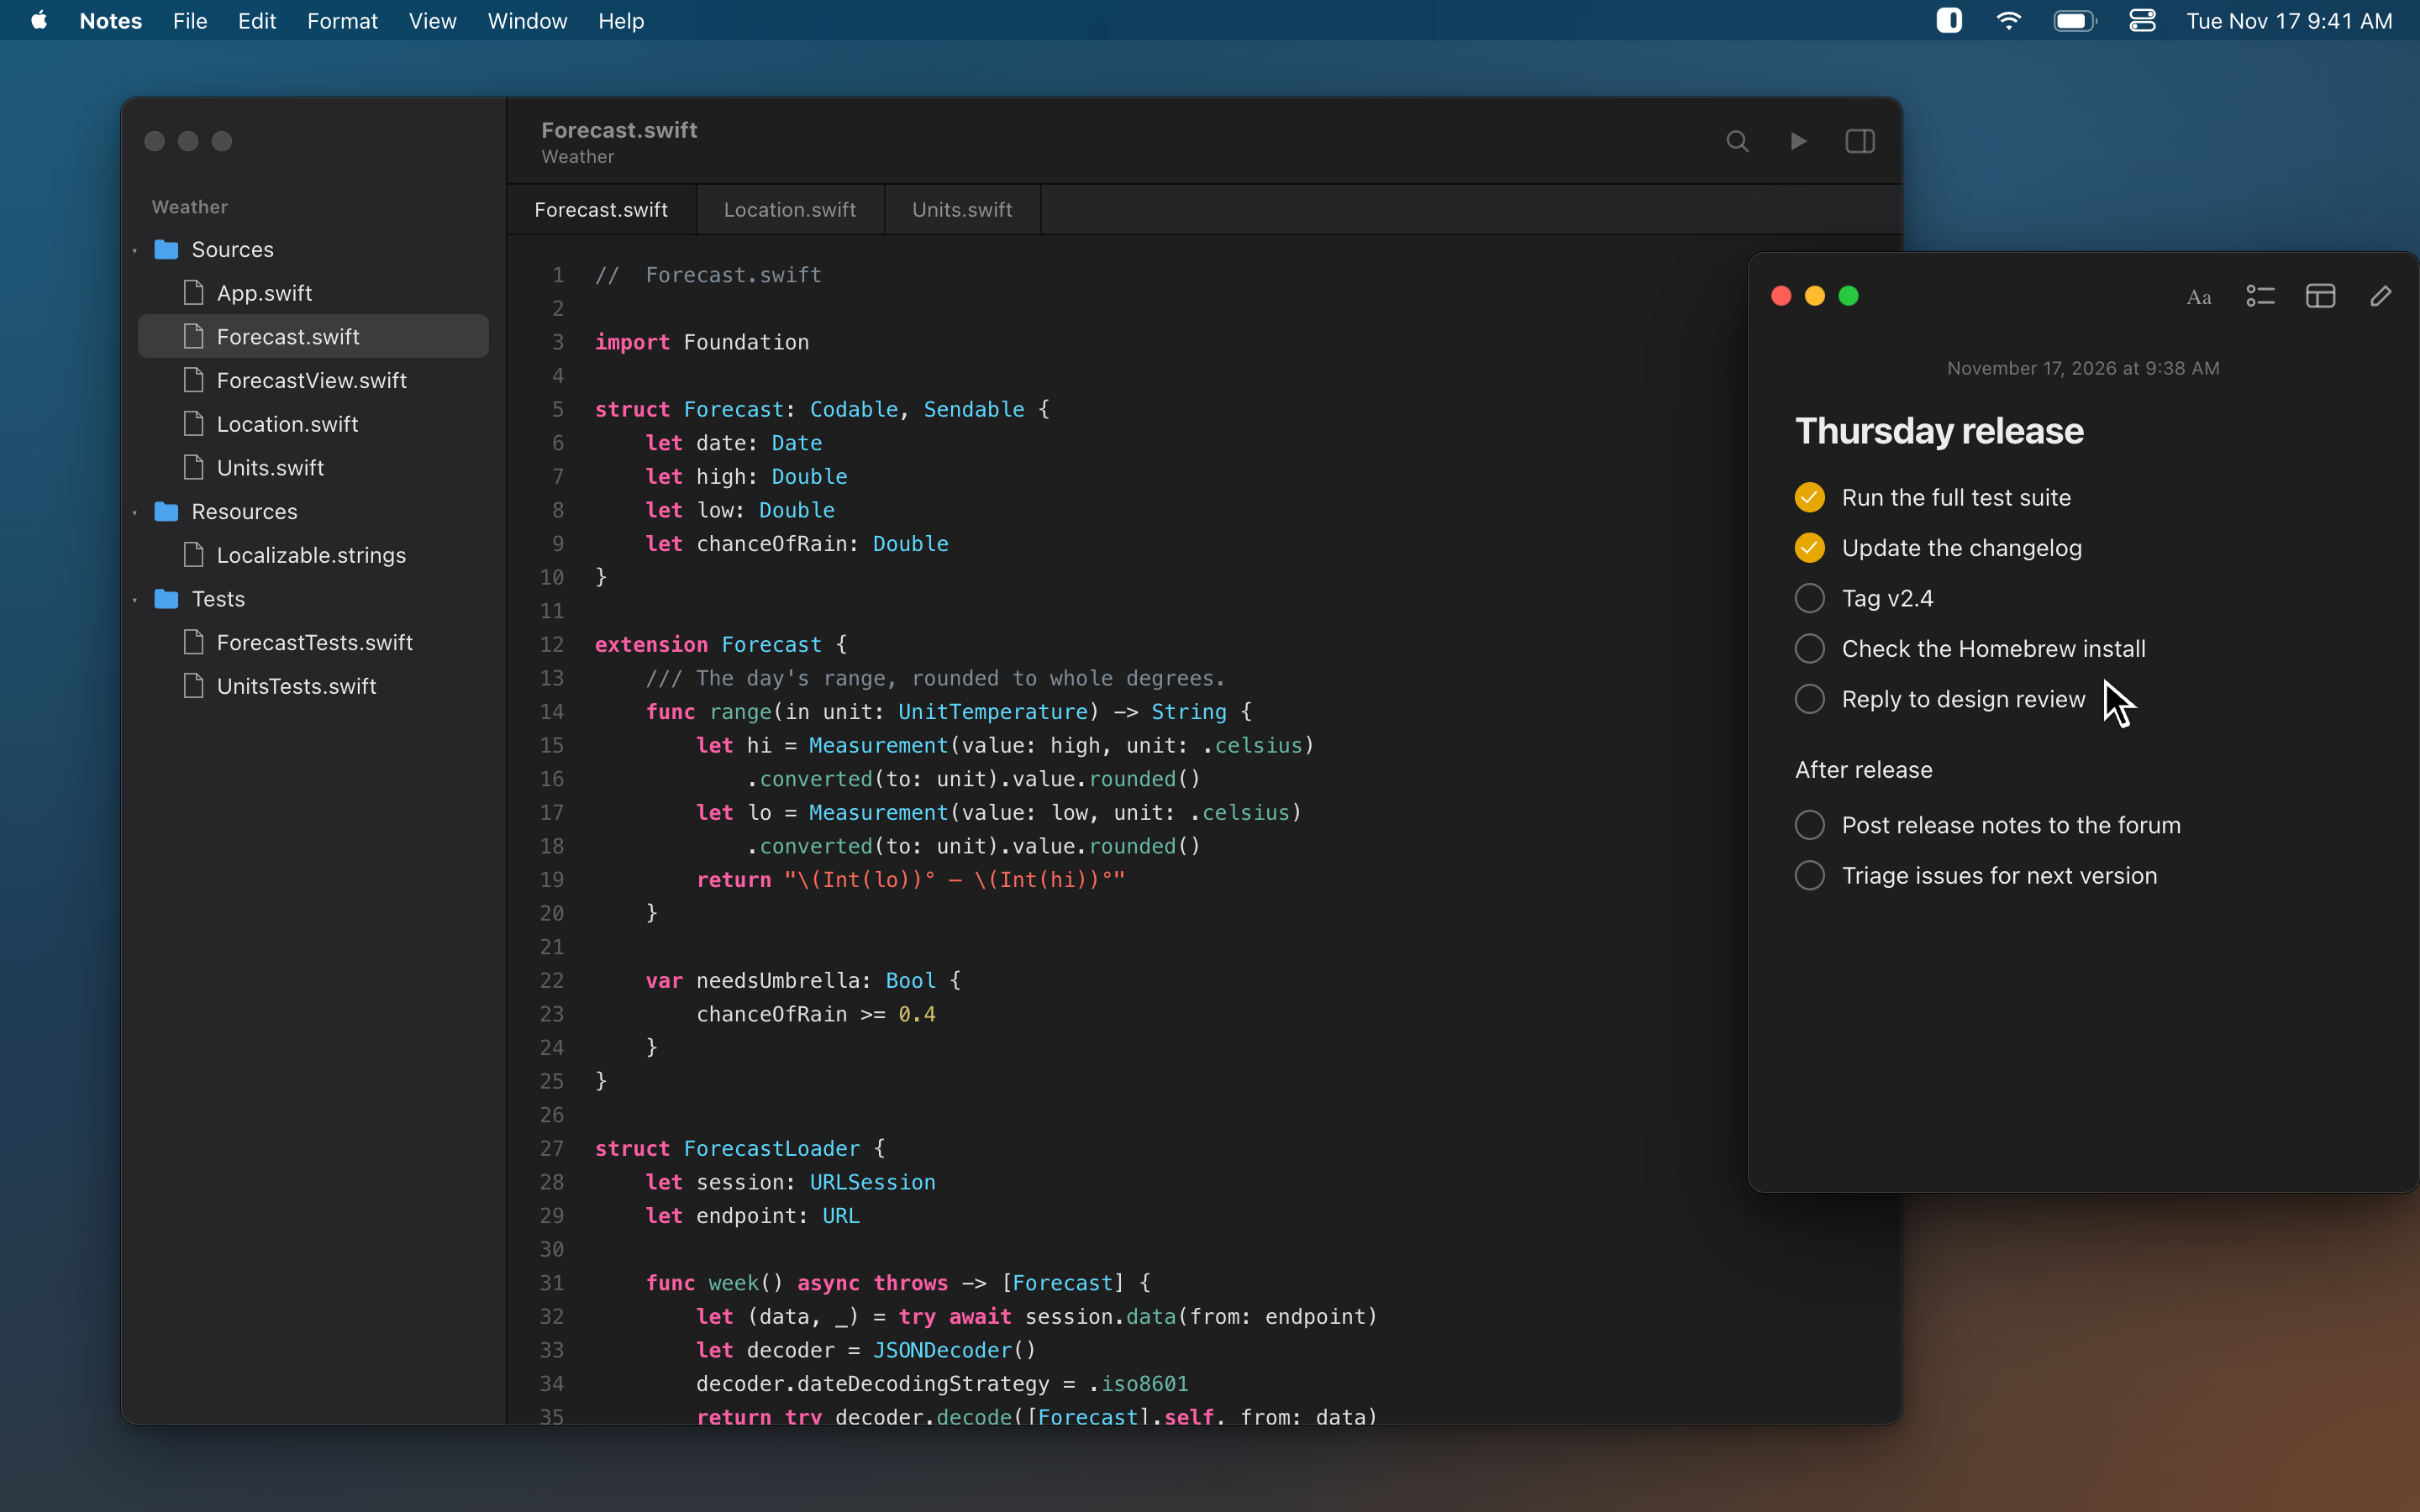 Notes File Edit Format View Window Help
Tue Nov 17 9:41 AM
Weather
Sources
App.swift
Forecast.swift
ForecastView.swift
Location.swift
Units.swift
Resources
Localizable.strings
Tests
ForecastTests.swift
UnitsTests.swift
Forecast.swift
Weather
Forecast.swift Location.swift Units.swift
1 //  Forecast.swift
2
3 import Foundation
4
5 struct Forecast: Codable, Sendable {
6     let date: Date
7     let high: Double
8     let low: Double
9     let chanceOfRain: Double
10 }
11
12 extension Forecast {
13     /// The day's range, rounded to whole degrees.
14     func range(in unit: UnitTemperature) -> String {
15         let hi = Measurement(value: high, unit: .celsius)
16             .converted(to: unit).value.rounded()
17         let lo = Measurement(value: low, unit: .celsius)
18             .converted(to: unit).value.rounded()
19         return "\(Int(lo))° – \(Int(hi))°"
20     }
21
22     var needsUmbrella: Bool {
23         chanceOfRain >= 0.4
24     }
25 }
26
27 struct ForecastLoader {
28     let session: URLSession
29     let endpoint: URL
30
31     func week() async throws -> [Forecast] {
32         let (data, _) = try await session.data(from: endpoint)
33         let decoder = JSONDecoder()
34         decoder.dateDecodingStrategy = .iso8601
35         return try decoder.decode([Forecast].self, from: data)
Aa
November 17, 2026 at 9:38 AM
Thursday release
Run the full test suite
Update the changelog
Tag v2.4
Check the Homebrew install
Reply to design review
After release
Post release notes to the forum
Triage issues for next version